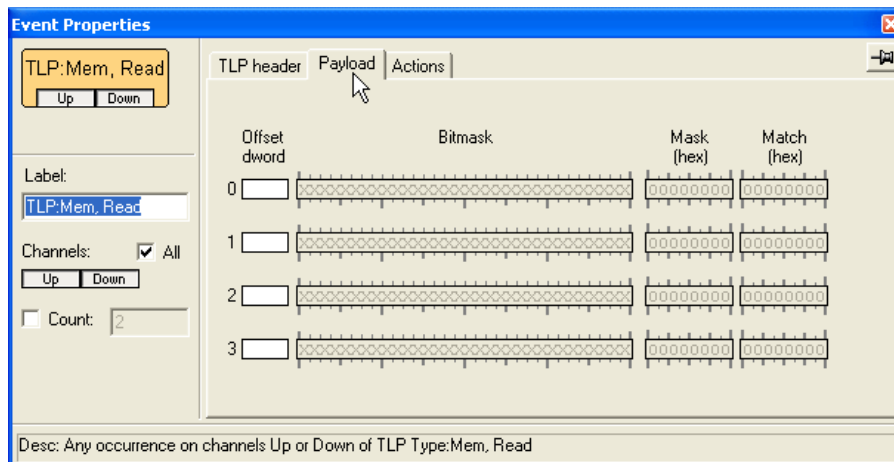 Event Properties
TLP:Mem, Read
Up Down
Label:
TLP:Mem, Read
Channels: All
Up Down
Count: 2
TLP header Payload Actions
Offset dword Bitmask Mask (hex) Match (hex)
0 XXXXXXXXXXXXXXXXXXXXXXXXXXXXXXXX 00000000 00000000
1 XXXXXXXXXXXXXXXXXXXXXXXXXXXXXXXX 00000000 00000000
2 XXXXXXXXXXXXXXXXXXXXXXXXXXXXXXXX 00000000 00000000
3 XXXXXXXXXXXXXXXXXXXXXXXXXXXXXXXX 00000000 00000000
Desc: Any occurrence on channels Up or Down of TLP Type:Mem, Read